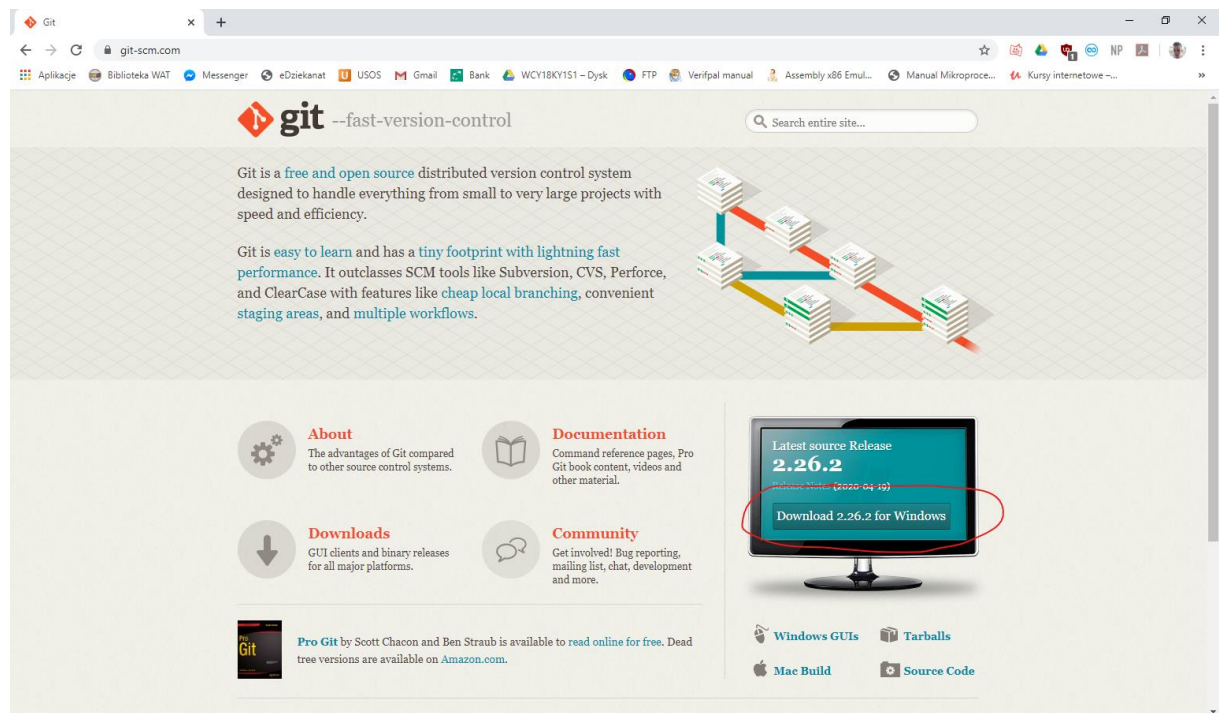 Git
git-scm.com
NP
Aplikacje Biblioteka WAT Messenger eDziekanat USOS Gmail Bank WCY18KY1S1 – Dysk FTP Verifpal manual Assembly x86 Emul... Manual Mikroproce... Kursy internetowe –... »
git --fast-version-control
Search entire site...
Git is a free and open source distributed version control system
designed to handle everything from small to very large projects with
speed and efficiency.
Git is easy to learn and has a tiny footprint with lightning fast
performance. It outclasses SCM tools like Subversion, CVS, Perforce,
and ClearCase with features like cheap local branching, convenient
staging areas, and multiple workflows.
About
The advantages of Git compared
to other source control systems.
Documentation
Command reference pages, Pro
Git book content, videos and
other material.
Downloads
GUI clients and binary releases
for all major platforms.
Community
Get involved! Bug reporting,
mailing list, chat, development
and more.
Latest source Release
2.26.2
Release Notes (2020-04-19)
Download 2.26.2 for Windows
Pro
Git
Pro Git by Scott Chacon and Ben Straub is available to read online for free. Dead
tree versions are available on Amazon.com.
Windows GUIs
Tarballs
Mac Build
Source Code